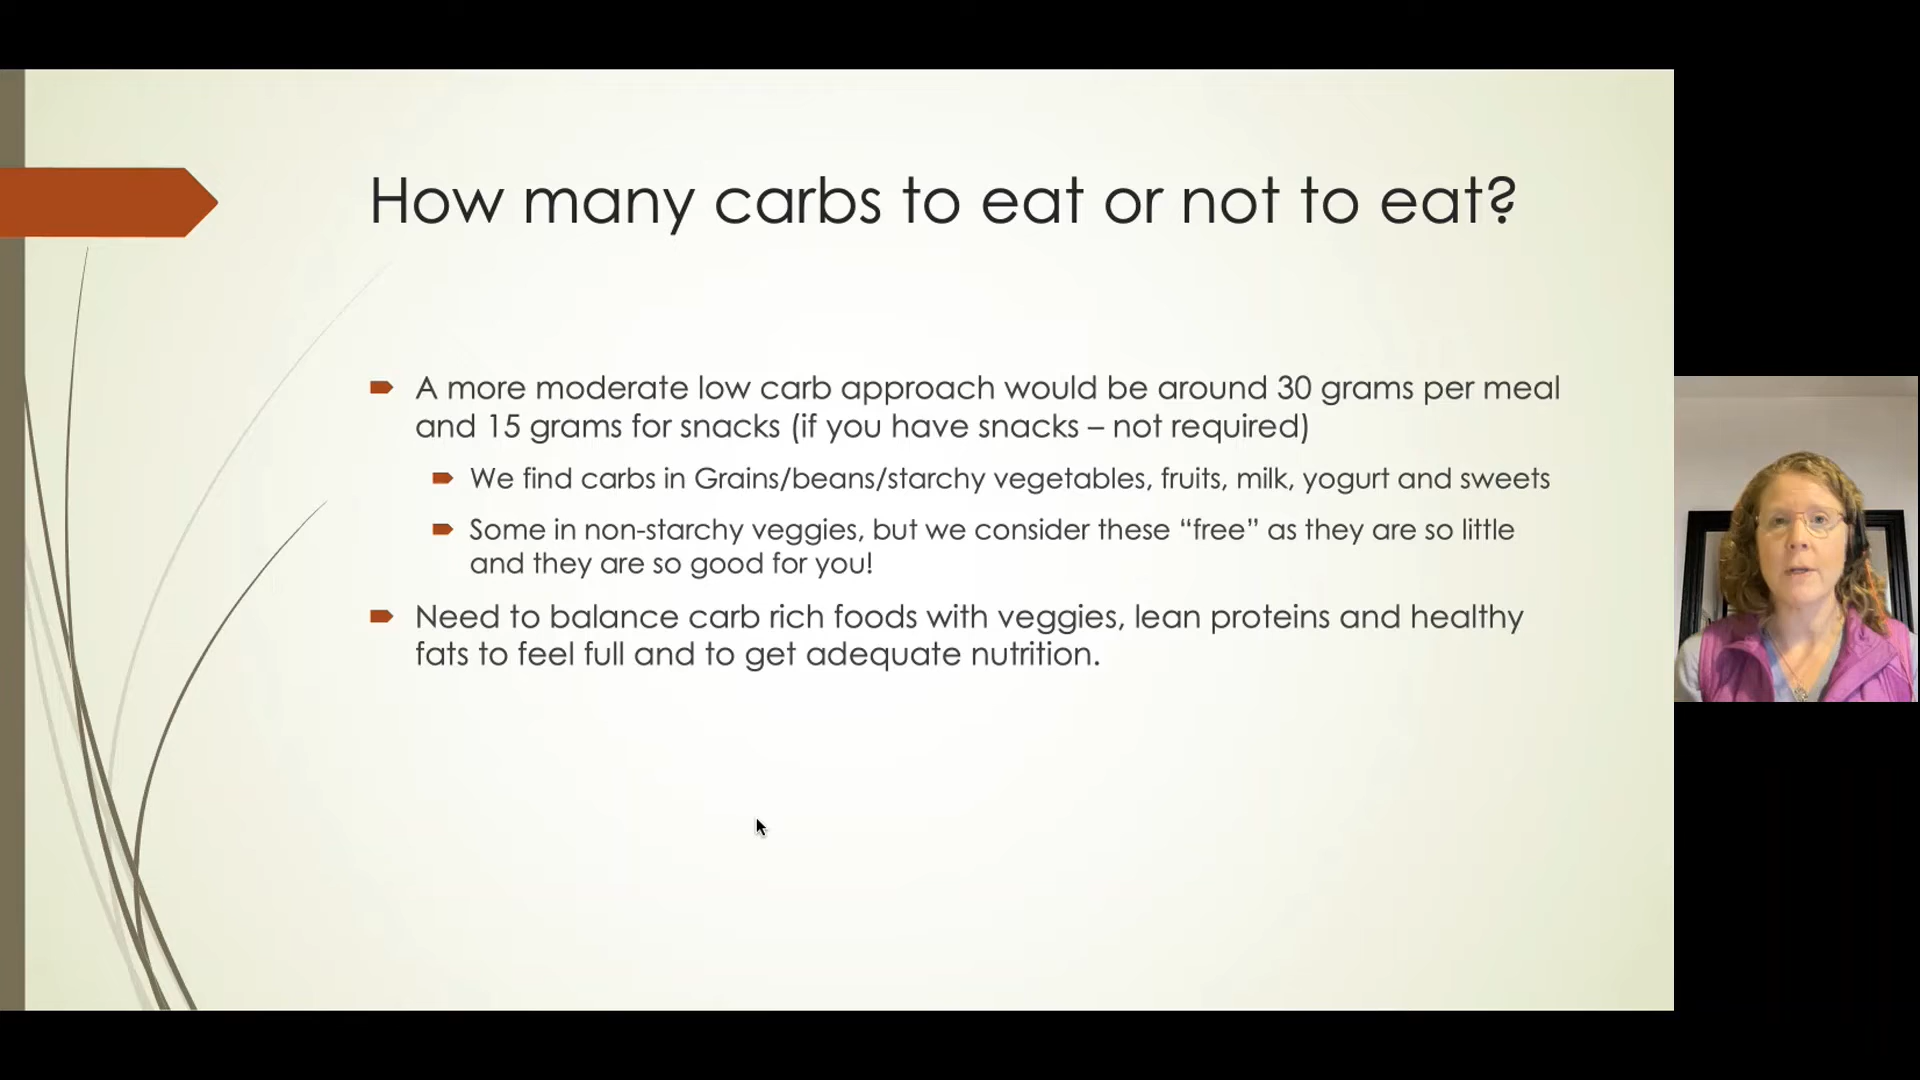 How many carbs to eat or not to eat?
A more moderate low carb approach would be around 30 grams per meal
and 15 grams for snacks (if you have snacks – not required)
We find carbs in Grains/beans/starchy vegetables, fruits, milk, yogurt and sweets
Some in non-starchy veggies, but we consider these “free” as they are so little
and they are so good for you!
Need to balance carb rich foods with veggies, lean proteins and healthy
fats to feel full and to get adequate nutrition.